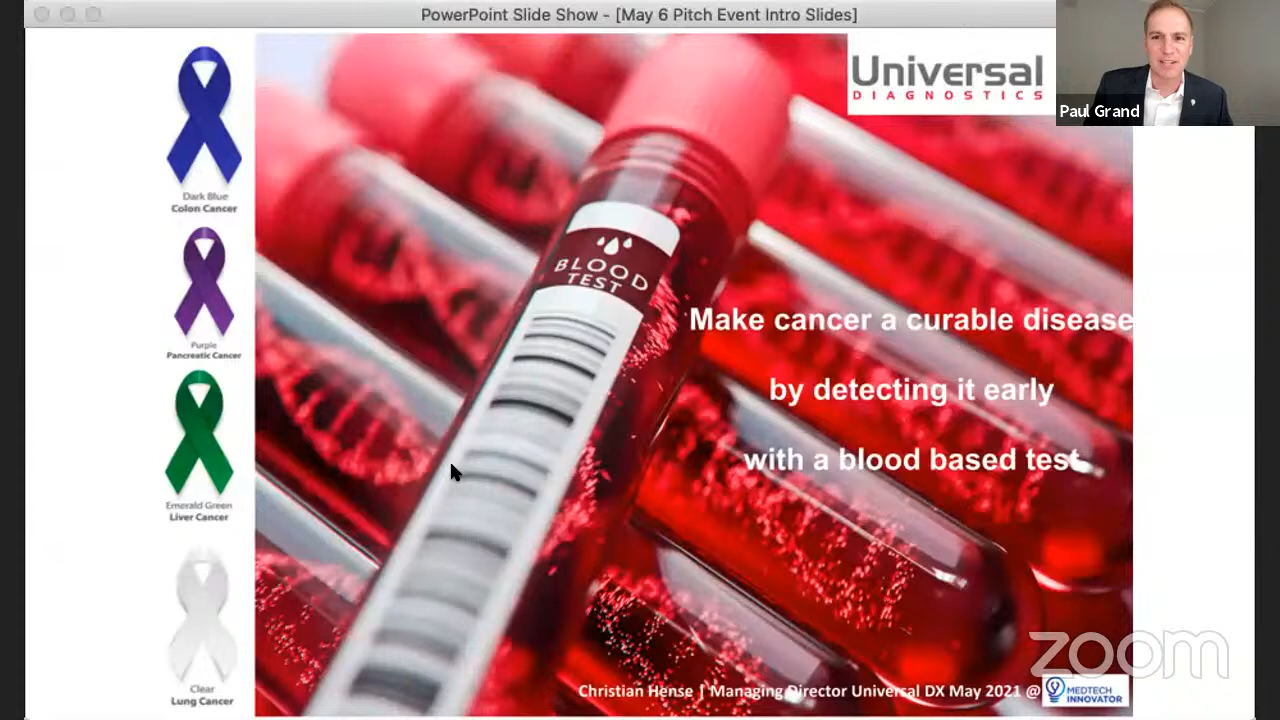 PowerPoint Slide Show - [May 6 Pitch Event Intro Slides]
Paul Grand
Universal
DIAGNOSTICS
Dark Blue
Colon Cancer
Purple
Pancreatic Cancer
Emerald Green
Liver Cancer
Clear
Lung Cancer
BLOOD
TEST
Make cancer a curable disease
by detecting it early
with a blood based test
Christian Hense | Managing Director Universal DX May 2021 @
MEDTECH
INNOVATOR
zoom